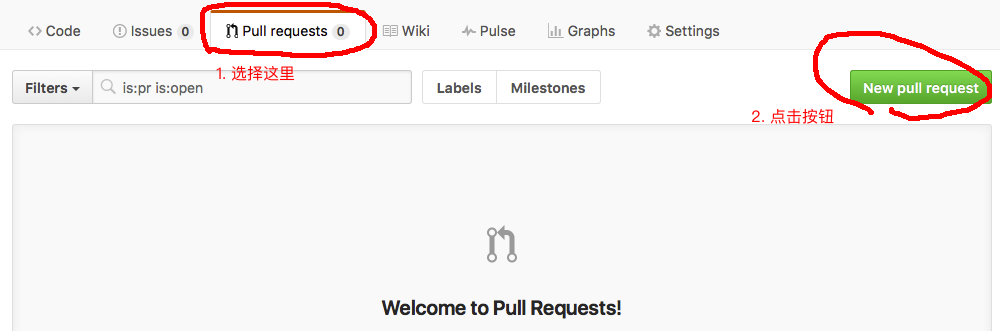 Code Issues 0 Pull requests 0 Wiki Pulse Graphs Settings
1. 选择这里
Filters is:pr is:open Labels Milestones New pull request
2. 点击按钮
Welcome to Pull Requests!